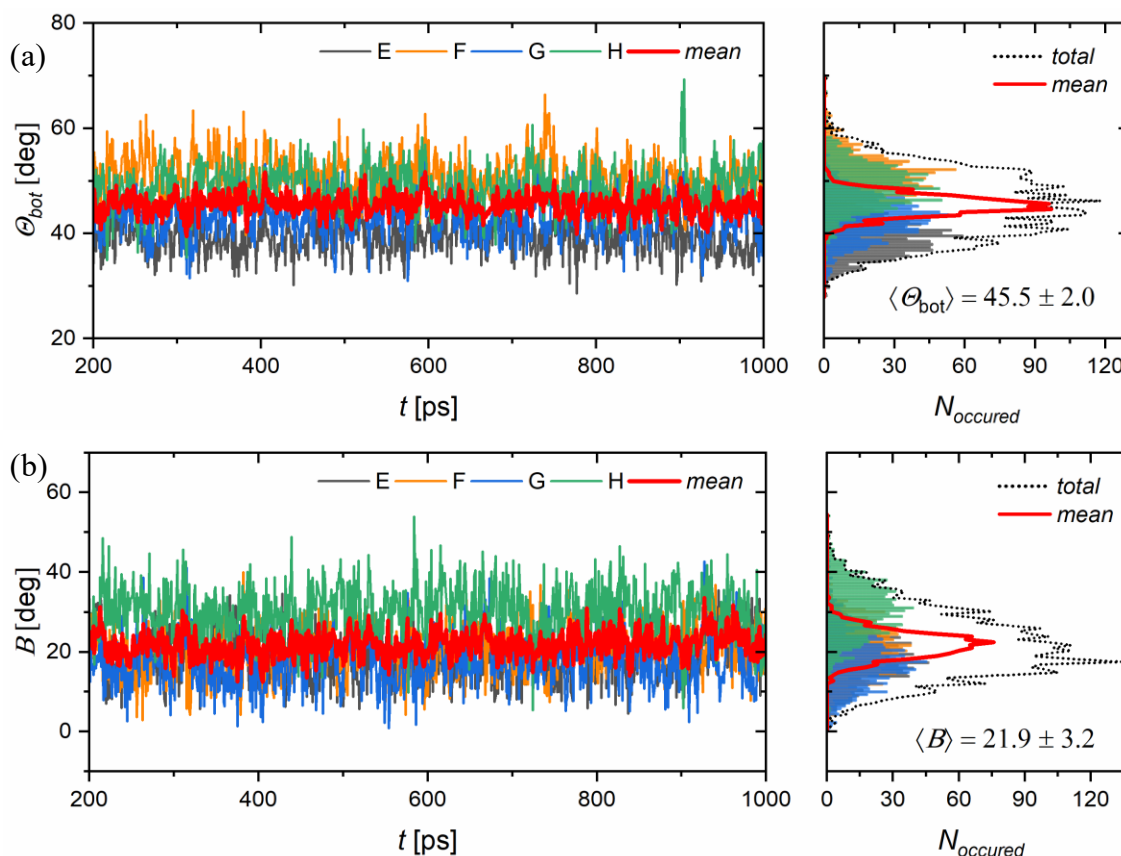 (a)
Θbot [deg]
80
60
40
20
E F G H mean
200 400 600 800 1000
t [ps]
total
mean
⟨Θbot⟩ = 45.5 ± 2.0
0 30 60 90 120
Noccured
(b)
B [deg]
60
40
20
0
E F G H mean
200 400 600 800 1000
t [ps]
total
mean
⟨B⟩ = 21.9 ± 3.2
0 30 60 90 120
Noccured